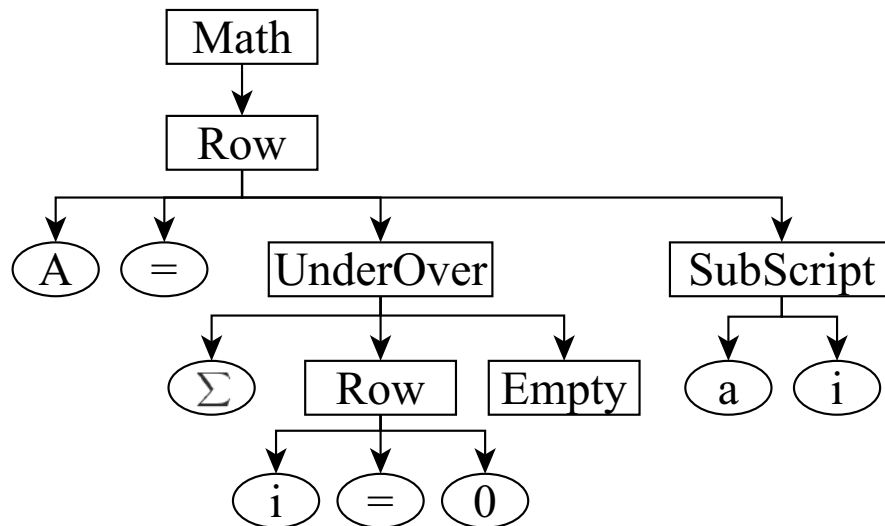 Math
Row
A = UnderOver SubScript
Σ Row Empty a i
i = 0